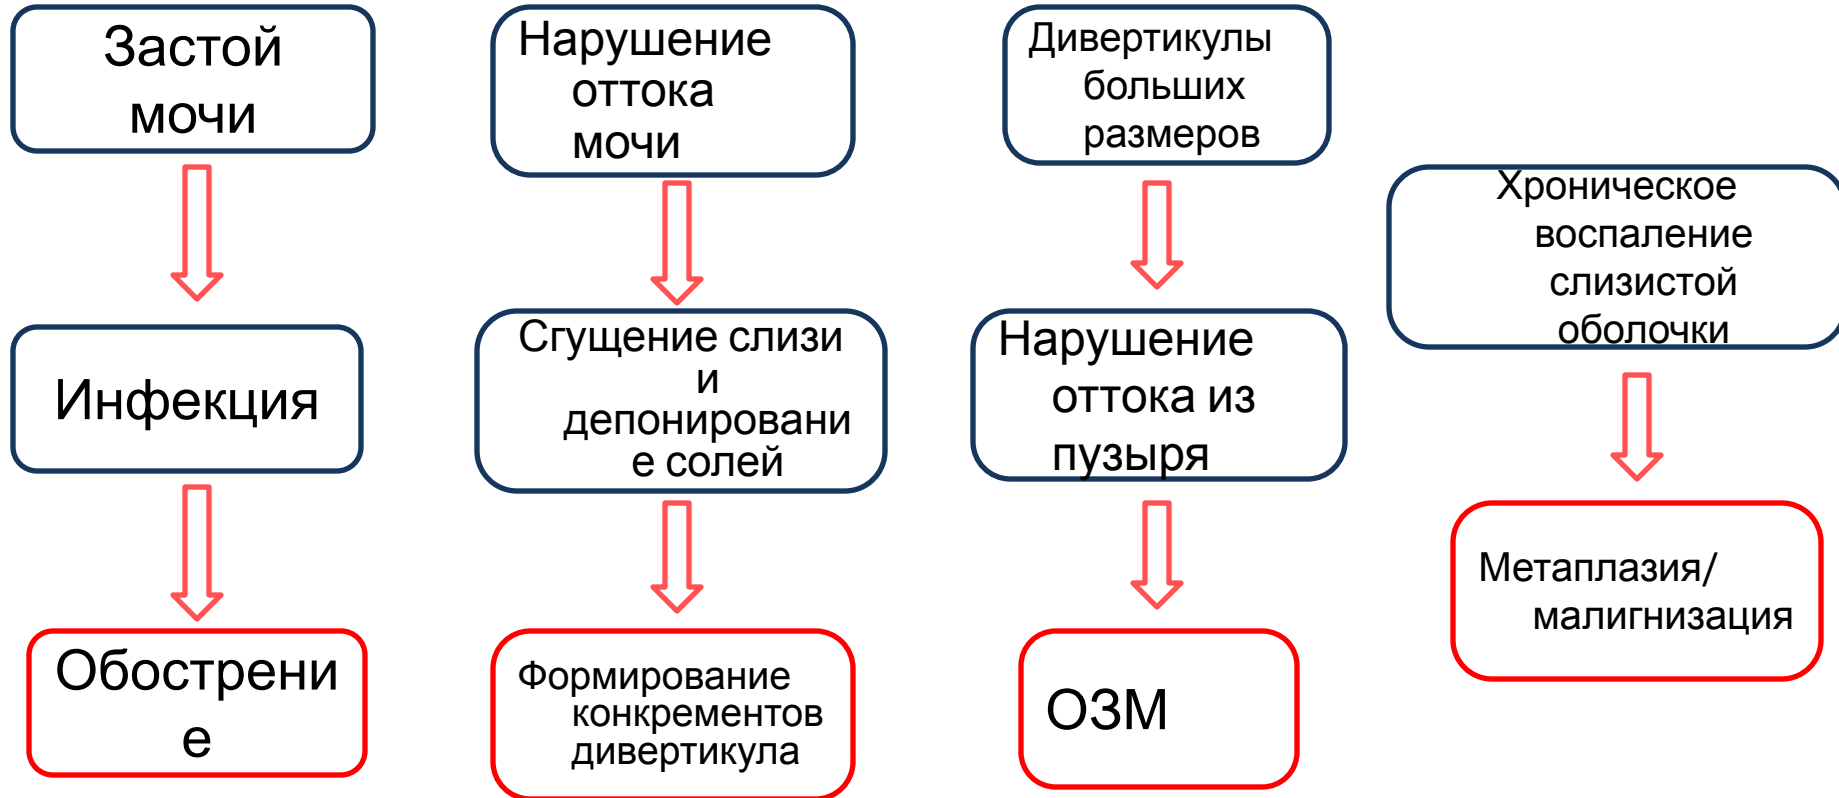 Застой
мочи
Инфекция
Обострени
е
Нарушение
оттока
мочи
Сгущение слизи
и
депонировани
е солей
Формирование
конкрементов
дивертикула
Дивертикулы
больших
размеров
Нарушение
оттока из
пузыря
ОЗМ
Хроническое
воспаление
слизистой
оболочки
Метаплазия/
малигнизация